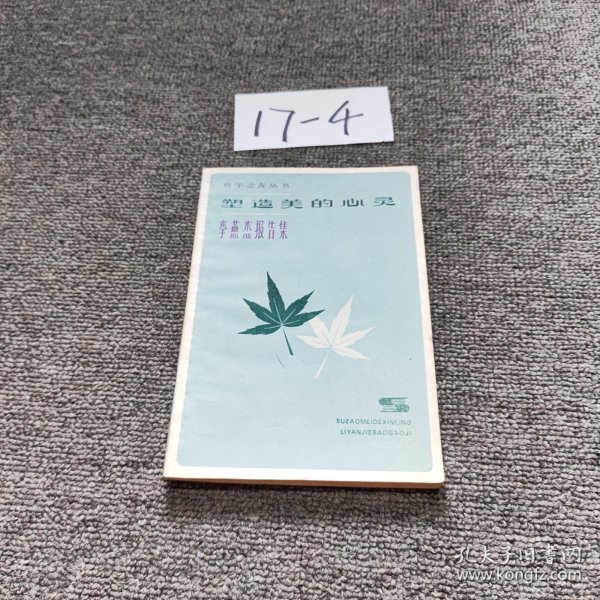 17-4
青年之友丛书
塑造美的心灵
李燕杰报告集
SUZAOMEIDEXINLING
LIYANJIEBAOGAOJI
孔夫子旧书网
www.kongfz.com